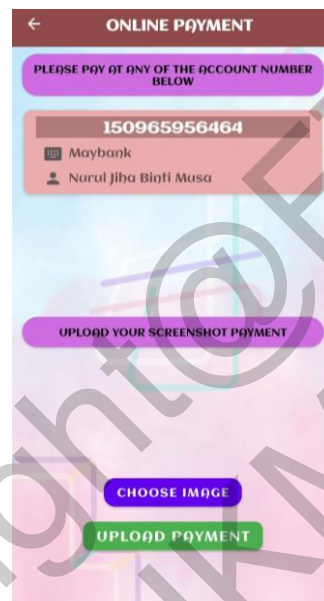 ONLINE PAYMENT
PLEASE PAY AT ANY OF THE ACCOUNT NUMBER
BELOW
150965956464
Maybank
Nurul Jiha Binti Musa
UPLOAD YOUR SCREENSHOT PAYMENT
CHOOSE IMAGE
UPLOAD PAYMENT